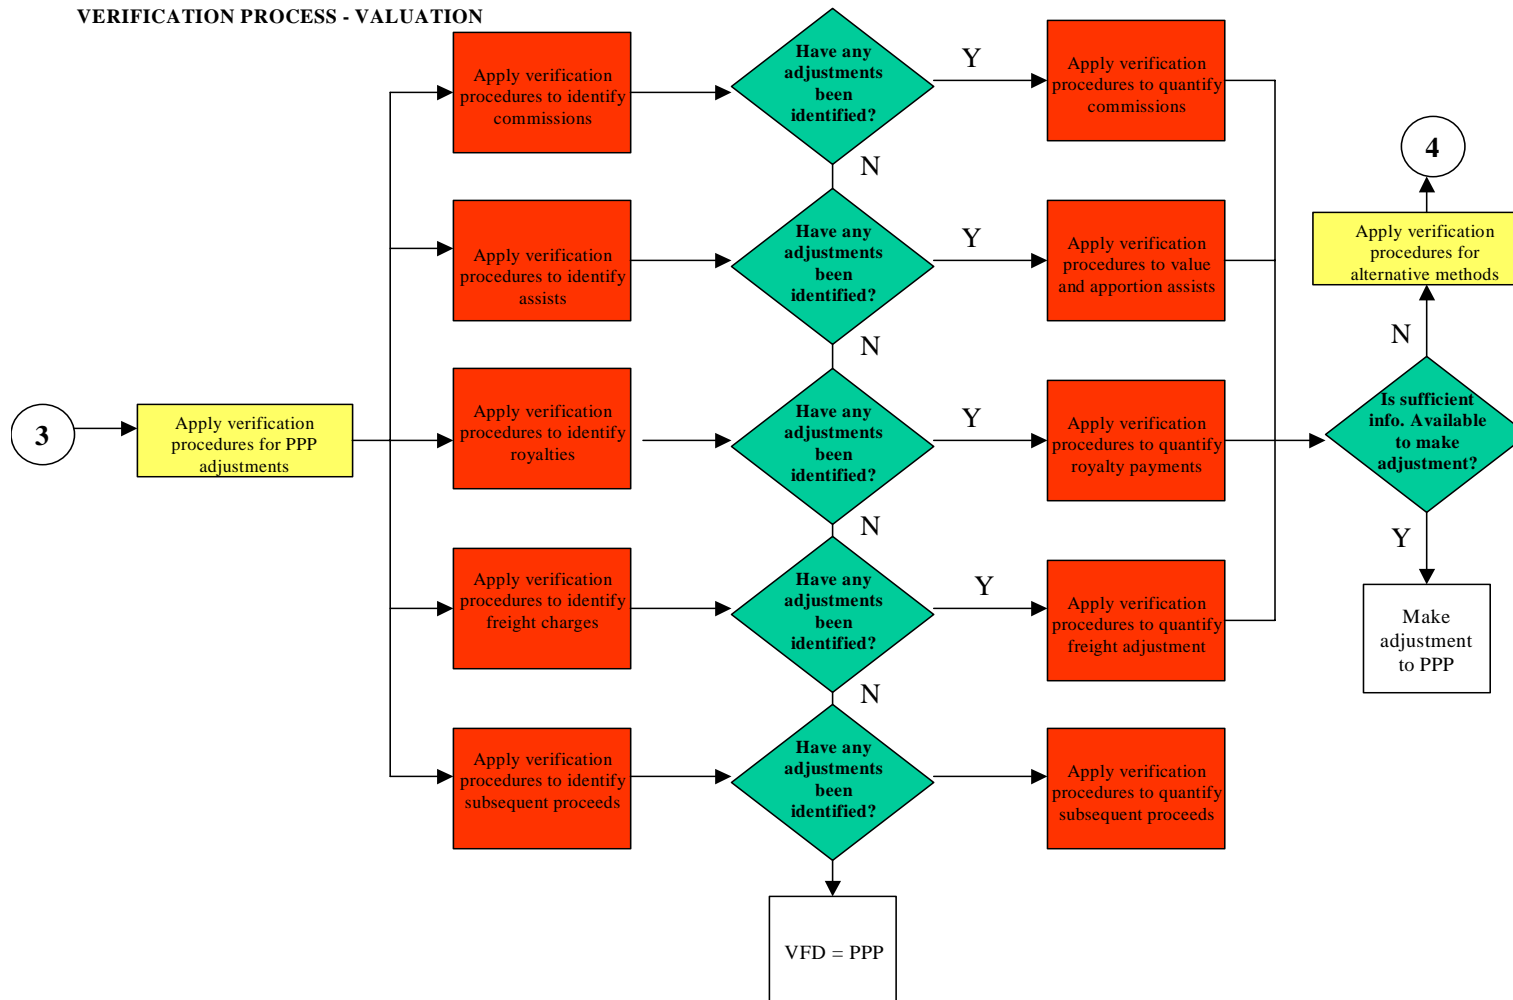 VERIFICATION PROCESS - VALUATION
3
Apply verification
procedures for PPP
adjustments
Apply verification
procedures to identify
commissions
Have any
adjustments
been
identified?
Y
N
Apply verification
procedures to quantify
commissions
Apply verification
procedures to identify
assists
Have any
adjustments
been
identified?
Y
N
Apply verification
procedures to value
and apportion assists
Apply verification
procedures to identify
royalties
Have any
adjustments
been
identified?
Y
N
Apply verification
procedures to quantify
royalty payments
Apply verification
procedures to identify
freight charges
Have any
adjustments
been
identified?
Y
N
Apply verification
procedures to quantify
freight adjustment
Apply verification
procedures to identify
subsequent proceeds
Have any
adjustments
been
identified?
Apply verification
procedures to quantify
subsequent proceeds
VFD = PPP
4
Apply verification
procedures for
alternative methods
N
Is sufficient
info. Available
to make
adjustment?
Y
Make
adjustment
to PPP